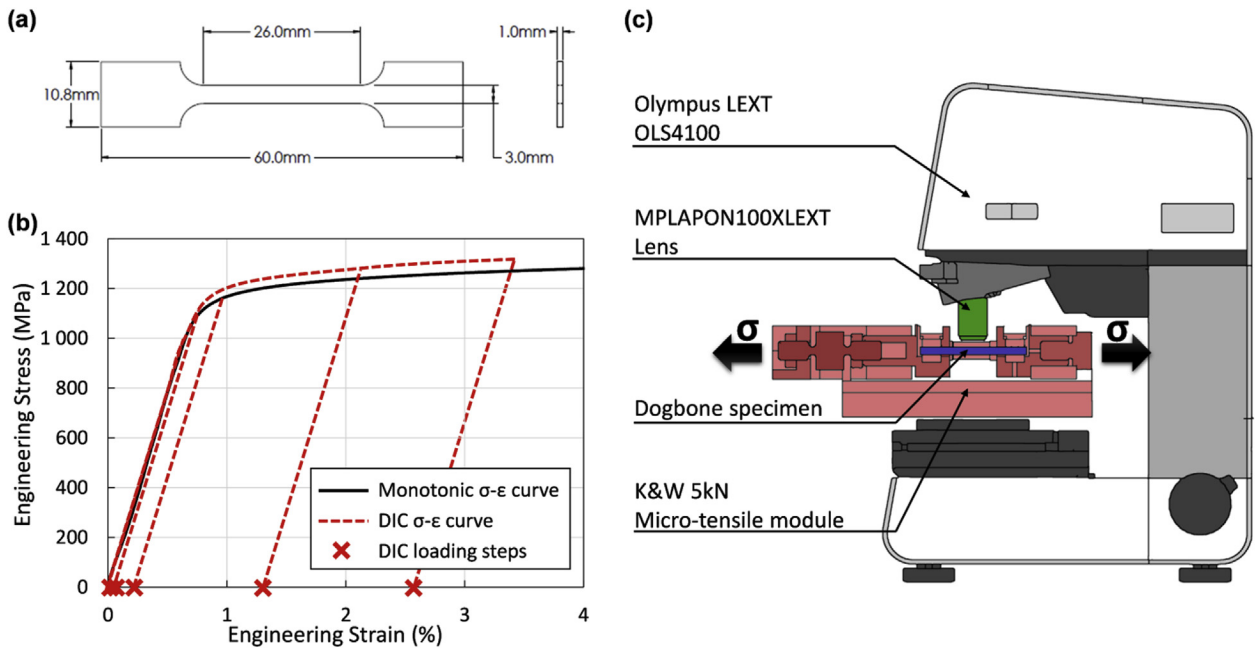 (a)
26.0mm
1.0mm
10.8mm
3.0mm
60.0mm
(b)
1 400
1 200
1 000
800
600
400
200
0
Engineering Stress (MPa)
Monotonic σ-ε curve
DIC σ-ε curve
DIC loading steps
0
1
2
3
4
Engineering Strain (%)
(c)
Olympus LEXT
OLS4100
MPLAPON100XLEXT
Lens
σ
σ
Dogbone specimen
K&W 5kN
Micro-tensile module